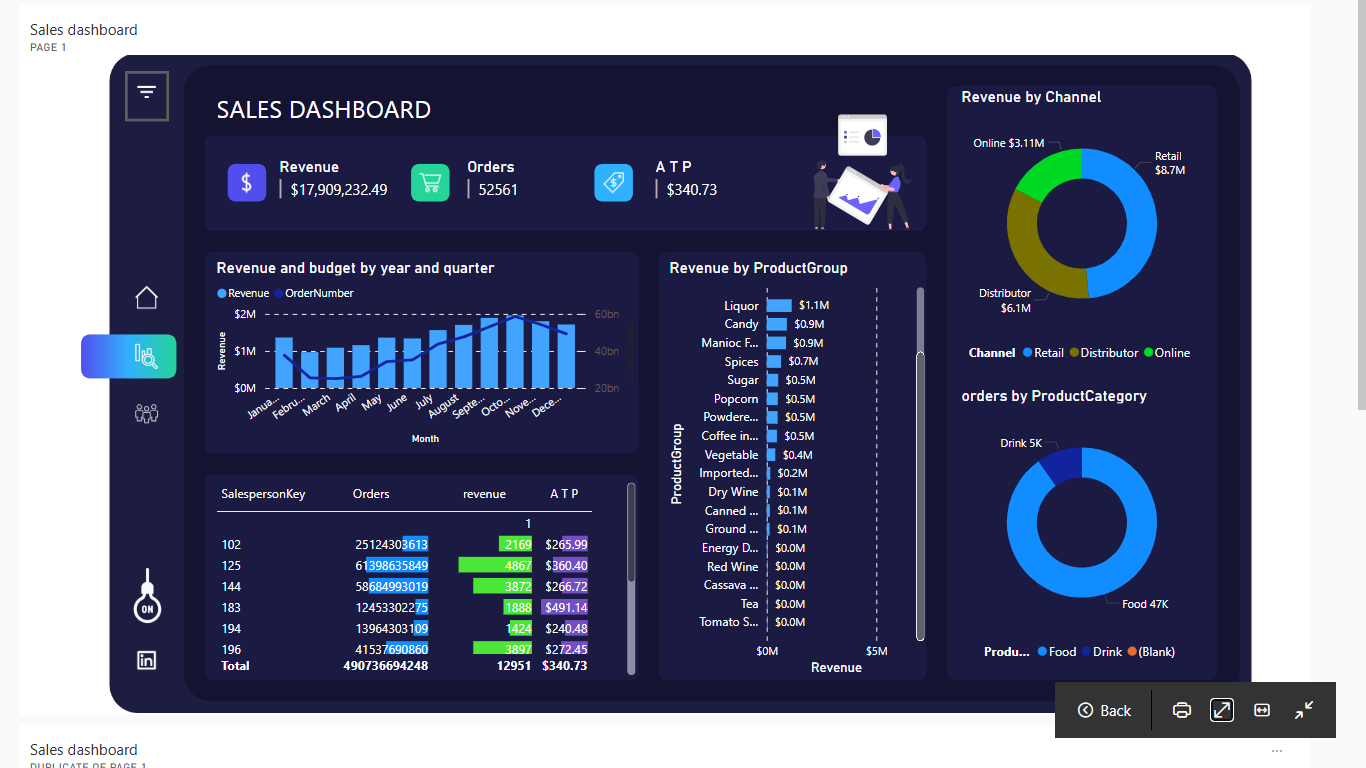 Sales dashboard
PAGE 1
SALES DASHBOARD
Revenue
$17,909,232.49
Orders
52561
A T P
$340.73
$
Revenue and budget by year and quarter
Revenue OrderNumber
$2M
$1M
$0M
60bn
40bn
20bn
Revenue
Janua... Febru... March April May June July August Septe... Octo... Nove... Dece...
Month
SalespersonKey Orders revenue A T P
1
102 25124303613 2169 $265.99
125 61398635849 4867 $360.40
144 58684993019 3872 $266.72
183 12453302275 1888 $491.14
194 13964303109 1424 $240.48
196 41537690860 3897 $272.45
Total 490736694248 12951 $340.73
Revenue by ProductGroup
ProductGroup
Liquor $1.1M
Candy $0.9M
Manioc F... $0.9M
Spices $0.7M
Sugar $0.5M
Popcorn $0.5M
Powdere... $0.5M
Coffee in... $0.5M
Vegetable $0.4M
Imported... $0.2M
Dry Wine $0.1M
Canned ... $0.1M
Ground ... $0.1M
Energy D... $0.0M
Red Wine $0.0M
Cassava ... $0.0M
Tea $0.0M
Tomato S... $0.0M
$0M $5M
Revenue
Revenue by Channel
Online $3.11M
Retail
$8.7M
Distributor
$6.1M
Channel Retail Distributor Online
orders by ProductCategory
Drink 5K
Food 47K
Produ... Food Drink (Blank)
ON
in
Back
Sales dashboard
DUPLICATE OF PAGE 1